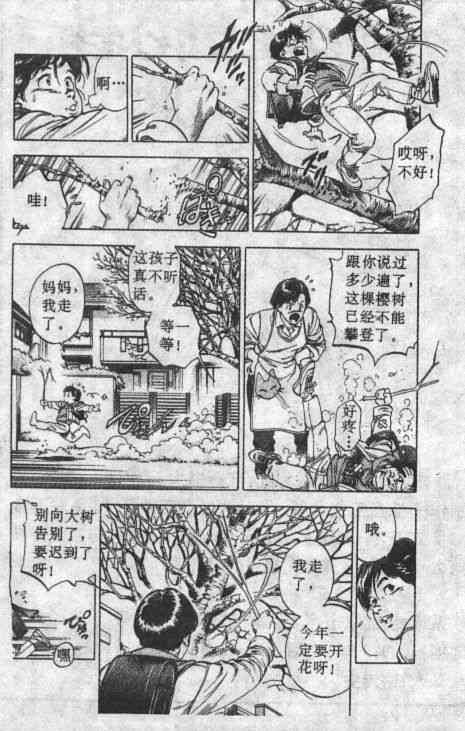 哎呀，
不好！
啊…
哇！
跟你说过
多少遍了，
这棵樱树
已经不能
攀登了。
好疼…
这孩子
真不听
话。
等一
等！
妈妈，
我走
了。
哦。
我走
了，
今年一
定要开
花呀！
别向大树
告别了，
要迟到了
呀！
嘿